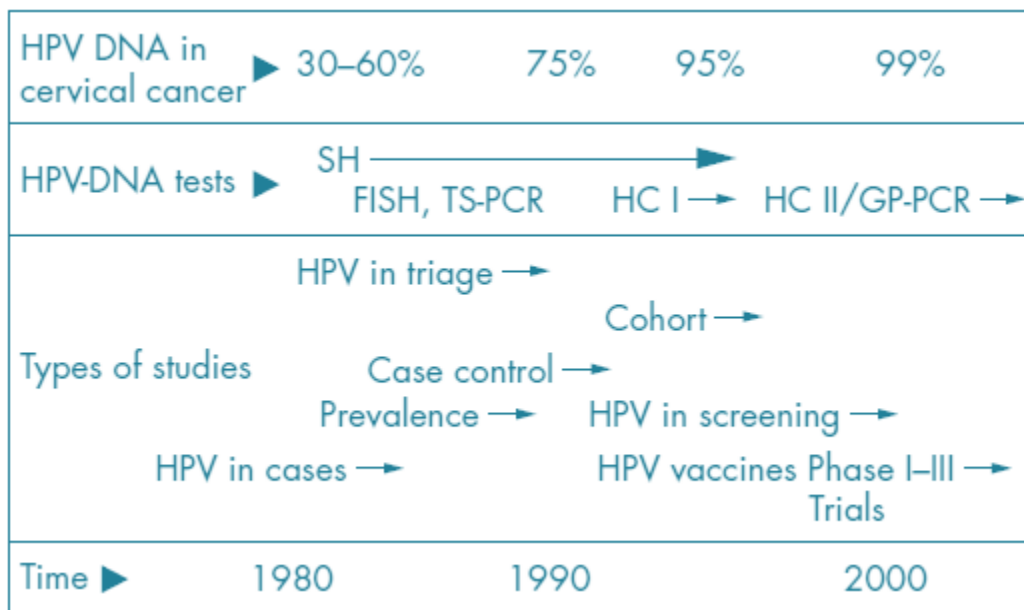 HPV DNA in
cervical cancer ▶ 30–60% 75% 95% 99%
HPV-DNA tests ▶ SH
FISH, TS-PCR HC I HC II/GP-PCR
HPV in triage
Cohort
Types of studies
Case control
Prevalence HPV in screening
HPV in cases HPV vaccines Phase I–III
Trials
Time ▶ 1980 1990 2000